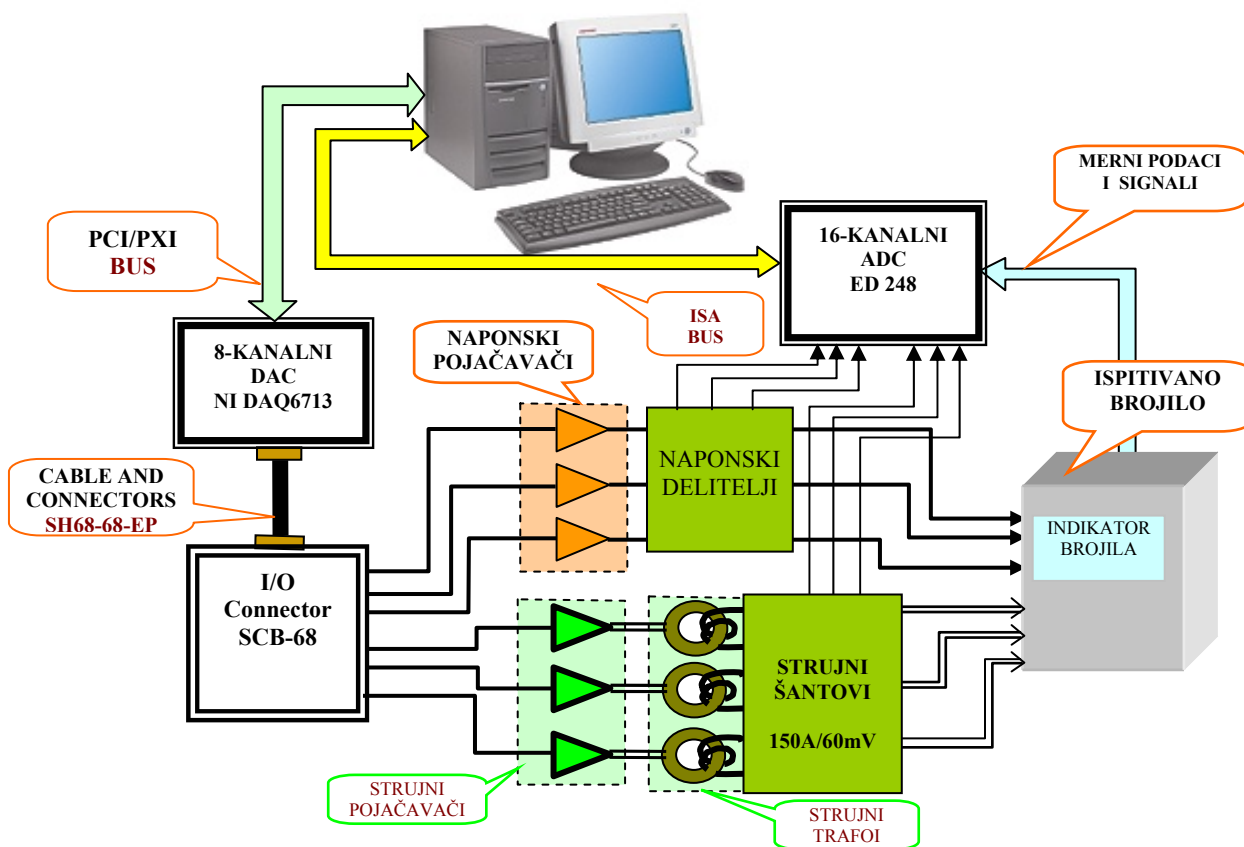 MERNI PODACI
I SIGNALI
PCI/PXI
BUS
16-KANALNI
ADC
ED 248
ISA
BUS
8-KANALNI
DAC
NI DAQ6713
NAPONSKI
POJAČAVAČI
ISPITIVANO
BROJILO
CABLE AND
CONNECTORS
SH68-68-EP
NAPONSKI
DELITELJI
INDIKATOR
BROJILA
I/O
Connector
SCB-68
STRUJNI
ŠANTOVI
150A/60mV
STRUJNI
POJAČAVAČI
STRUJNI
TRAFOI